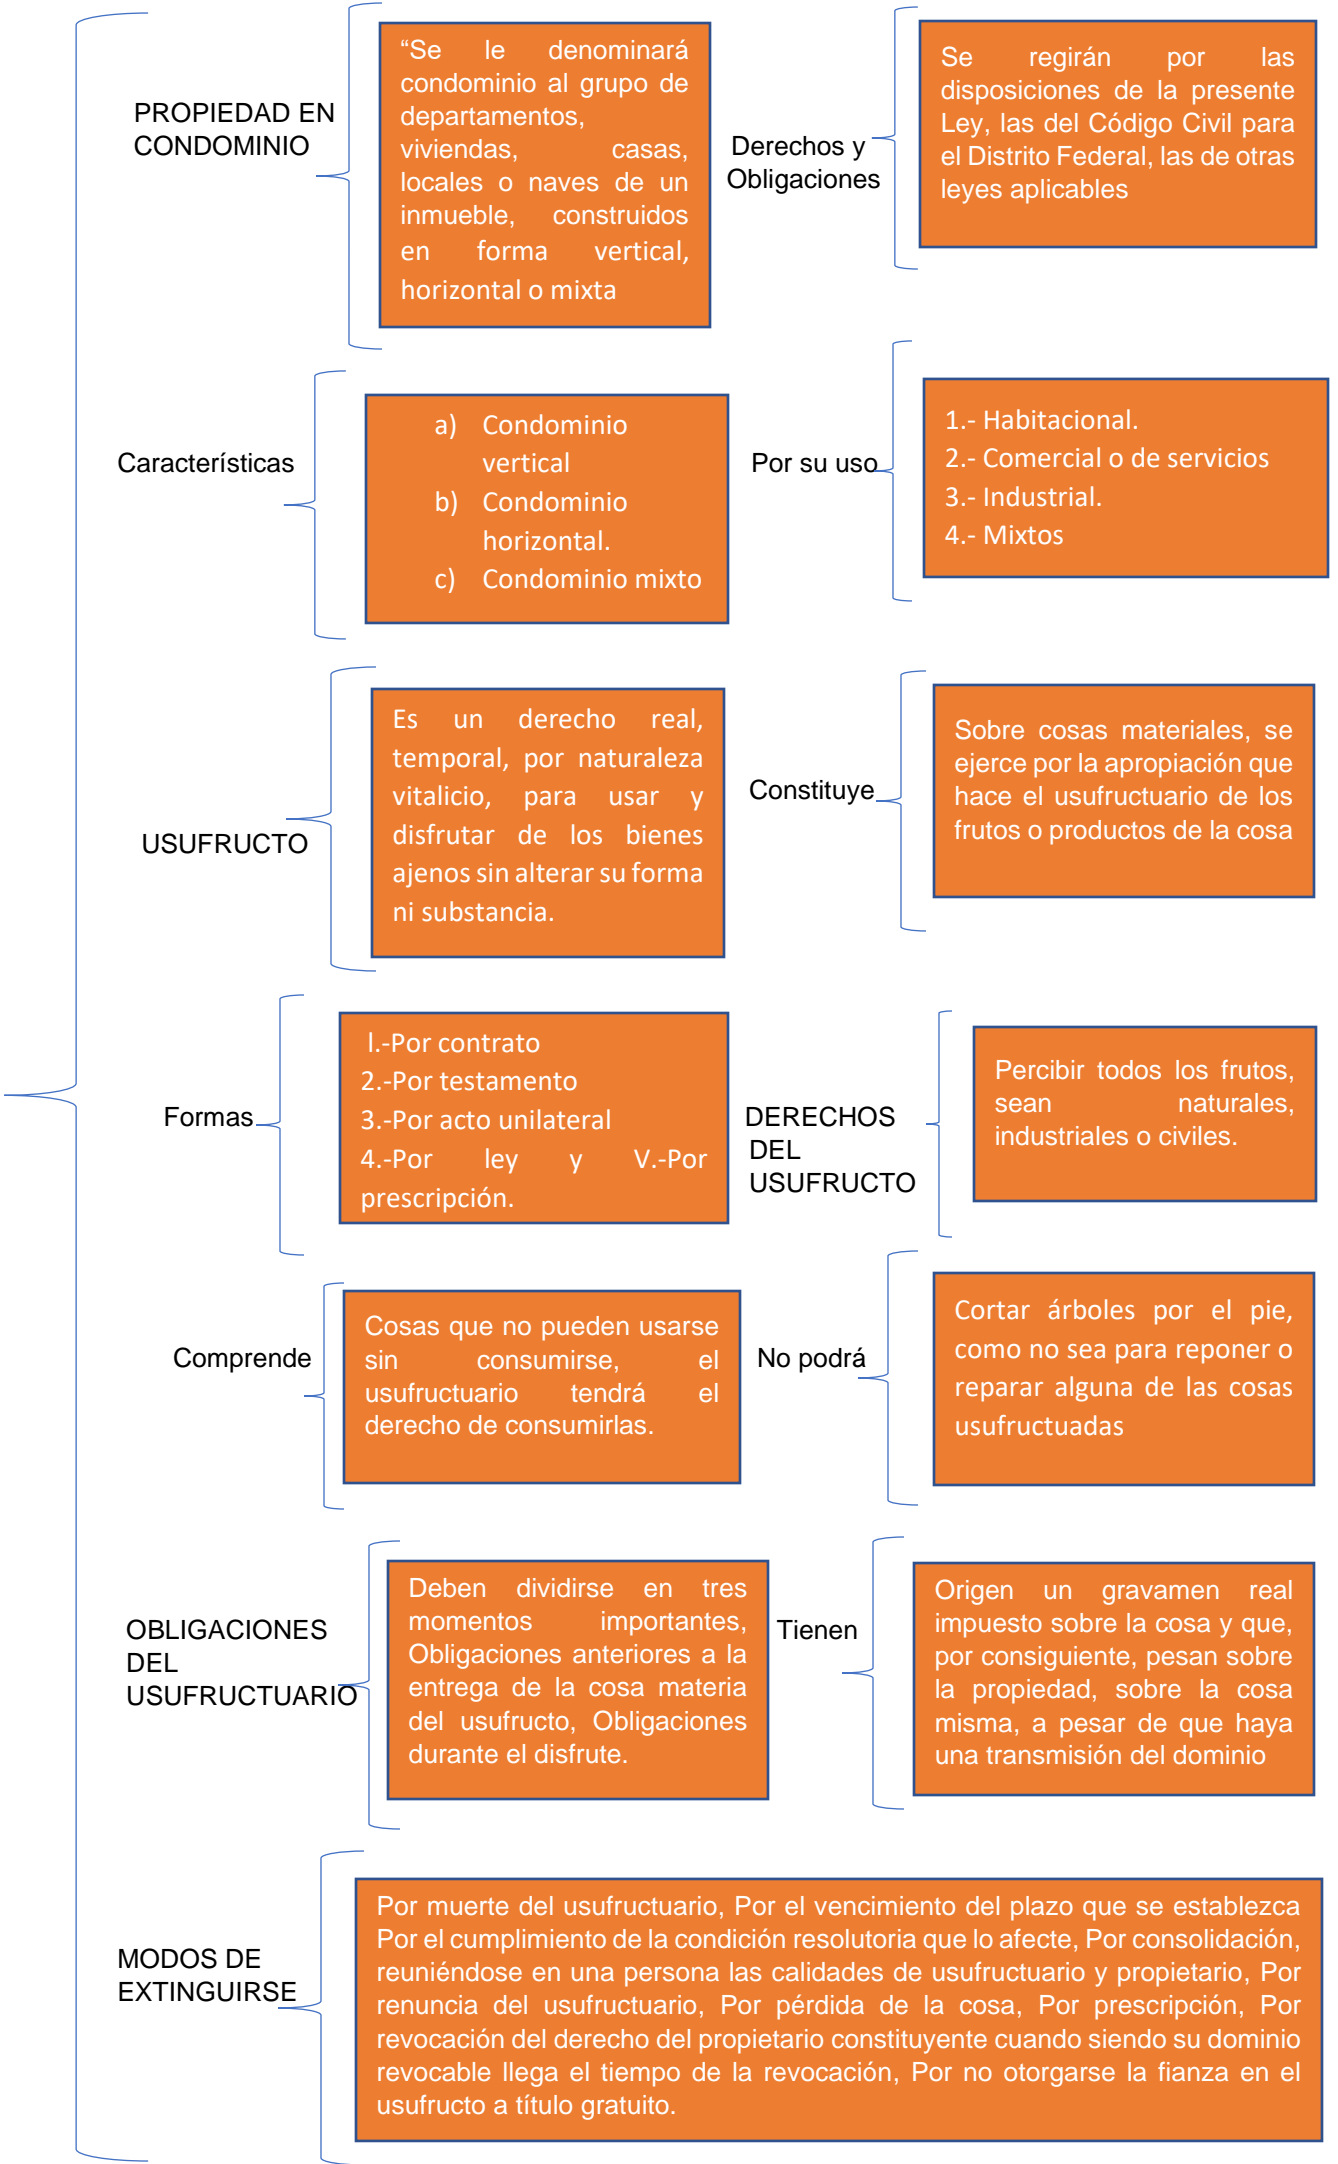 PROPIEDAD EN
CONDOMINIO
“Se le denominará
condominio al grupo de
departamentos,
viviendas, casas,
locales o naves de un
inmueble, construidos
en forma vertical,
horizontal o mixta
Derechos y
Obligaciones
Se regirán por las
disposiciones de la presente
Ley, las del Código Civil para
el Distrito Federal, las de otras
leyes aplicables
Características
a) Condominio
vertical
b) Condominio
horizontal.
c) Condominio mixto
Por su uso
1.- Habitacional.
2.- Comercial o de servicios
3.- Industrial.
4.- Mixtos
USUFRUCTO
Es un derecho real,
temporal, por naturaleza
vitalicio, para usar y
disfrutar de los bienes
ajenos sin alterar su forma
ni substancia.
Constituye
Sobre cosas materiales, se
ejerce por la apropiación que
hace el usufructuario de los
frutos o productos de la cosa
Formas
l.-Por contrato
2.-Por testamento
3.-Por acto unilateral
4.-Por ley y V.-Por
prescripción.
DERECHOS
DEL
USUFRUCTO
Percibir todos los frutos,
sean naturales,
industriales o civiles.
Comprende
Cosas que no pueden usarse
sin consumirse, el
usufructuario tendrá el
derecho de consumirlas.
No podrá
Cortar árboles por el pie,
como no sea para reponer o
reparar alguna de las cosas
usufructuadas
OBLIGACIONES
DEL
USUFRUCTUARIO
Deben dividirse en tres
momentos importantes,
Obligaciones anteriores a la
entrega de la cosa materia
del usufructo, Obligaciones
durante el disfrute.
Tienen
Origen un gravamen real
impuesto sobre la cosa y que,
por consiguiente, pesan sobre
la propiedad, sobre la cosa
misma, a pesar de que haya
una transmisión del dominio
MODOS DE
EXTINGUIRSE
Por muerte del usufructuario, Por el vencimiento del plazo que se establezca
Por el cumplimiento de la condición resolutoria que lo afecte, Por consolidación,
reuniéndose en una persona las calidades de usufructuario y propietario, Por
renuncia del usufructuario, Por pérdida de la cosa, Por prescripción, Por
revocación del derecho del propietario constituyente cuando siendo su dominio
revocable llega el tiempo de la revocación, Por no otorgarse la fianza en el
usufructo a título gratuito.